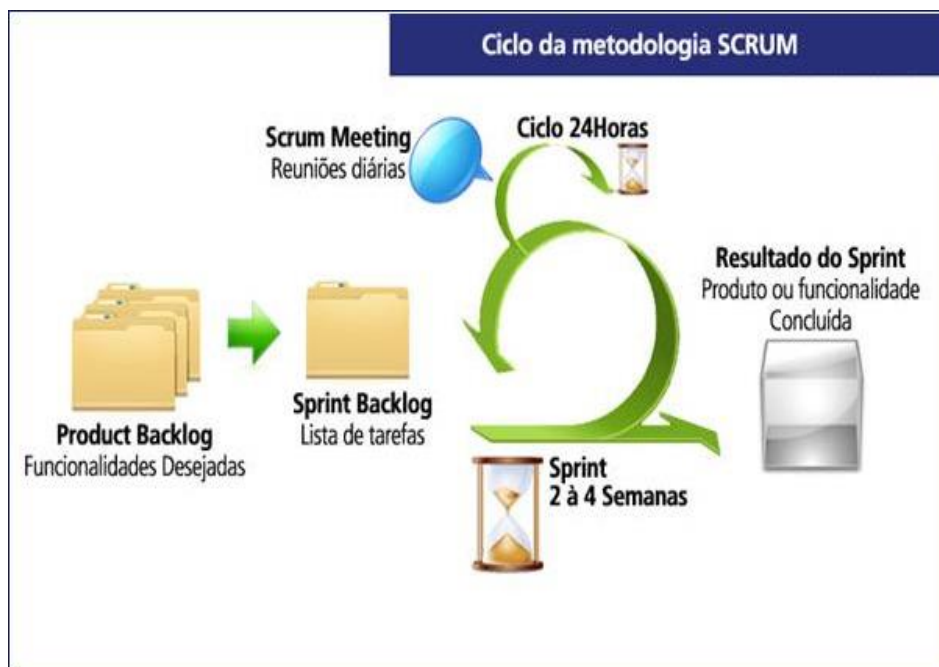 Ciclo da metodologia SCRUM
Scrum Meeting
Reuniões diárias
Ciclo 24Horas
Resultado do Sprint
Produto ou funcionalidade
Concluída
Product Backlog
Funcionalidades Desejadas
Sprint Backlog
Lista de tarefas
Sprint
2 à 4 Semanas